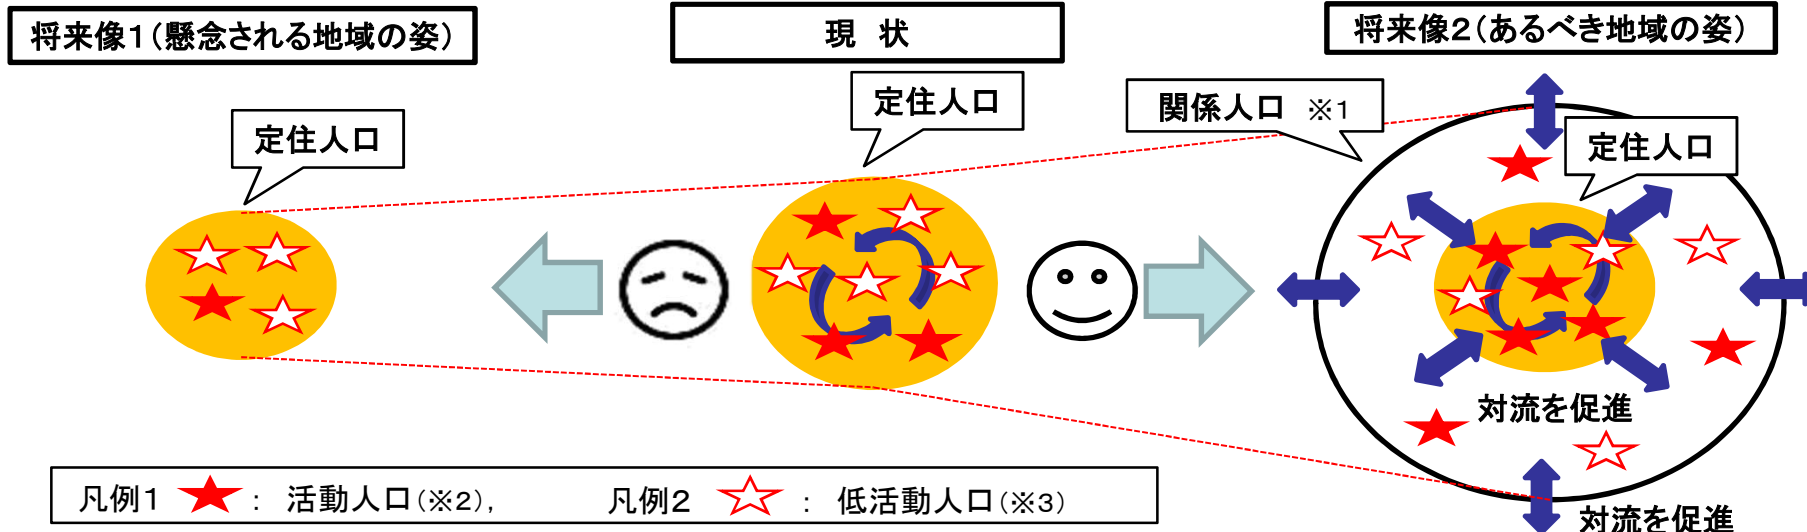 将来像1(懸念される地域の姿)
現 状
将来像2(あるべき地域の姿)
定住人口
定住人口
関係人口 ※1
定住人口
対流を促進
凡例1 ★ : 活動人口(※2), 凡例2 ☆ : 低活動人口(※3)
対流を促進